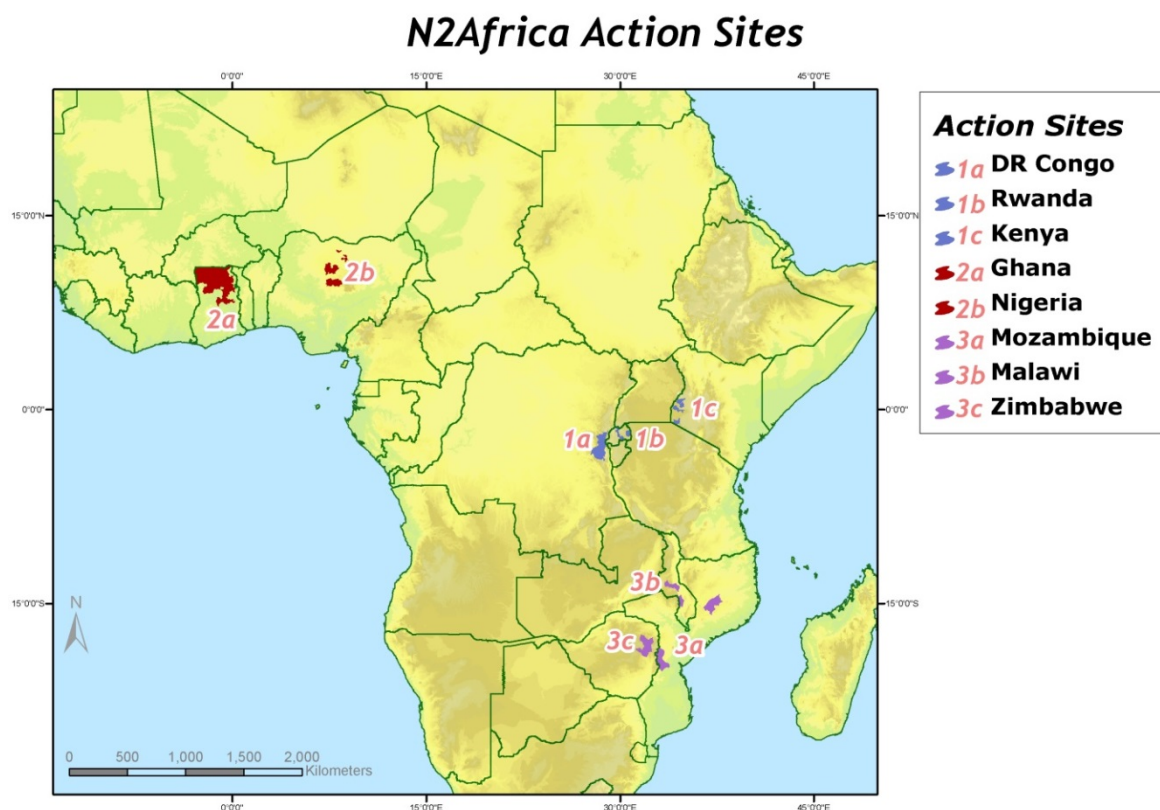 N2Africa Action Sites
0°0'0"
15°0'0"E
30°0'0"E
45°0'0"E
Action Sites
1a DR Congo
1b Rwanda
1c Kenya
2a Ghana
2b Nigeria
3a Mozambique
3b Malawi
3c Zimbabwe
15°0'0"N
15°0'0"N
2b
2a
0°0'0"
0°0'0"
1c
1a
1b
3b
15°0'0"S
15°0'0"S
N
3c
3a
0 500 1,000 1,500 2,000
Kilometers
0°0'0"
15°0'0"E
30°0'0"E
45°0'0"E